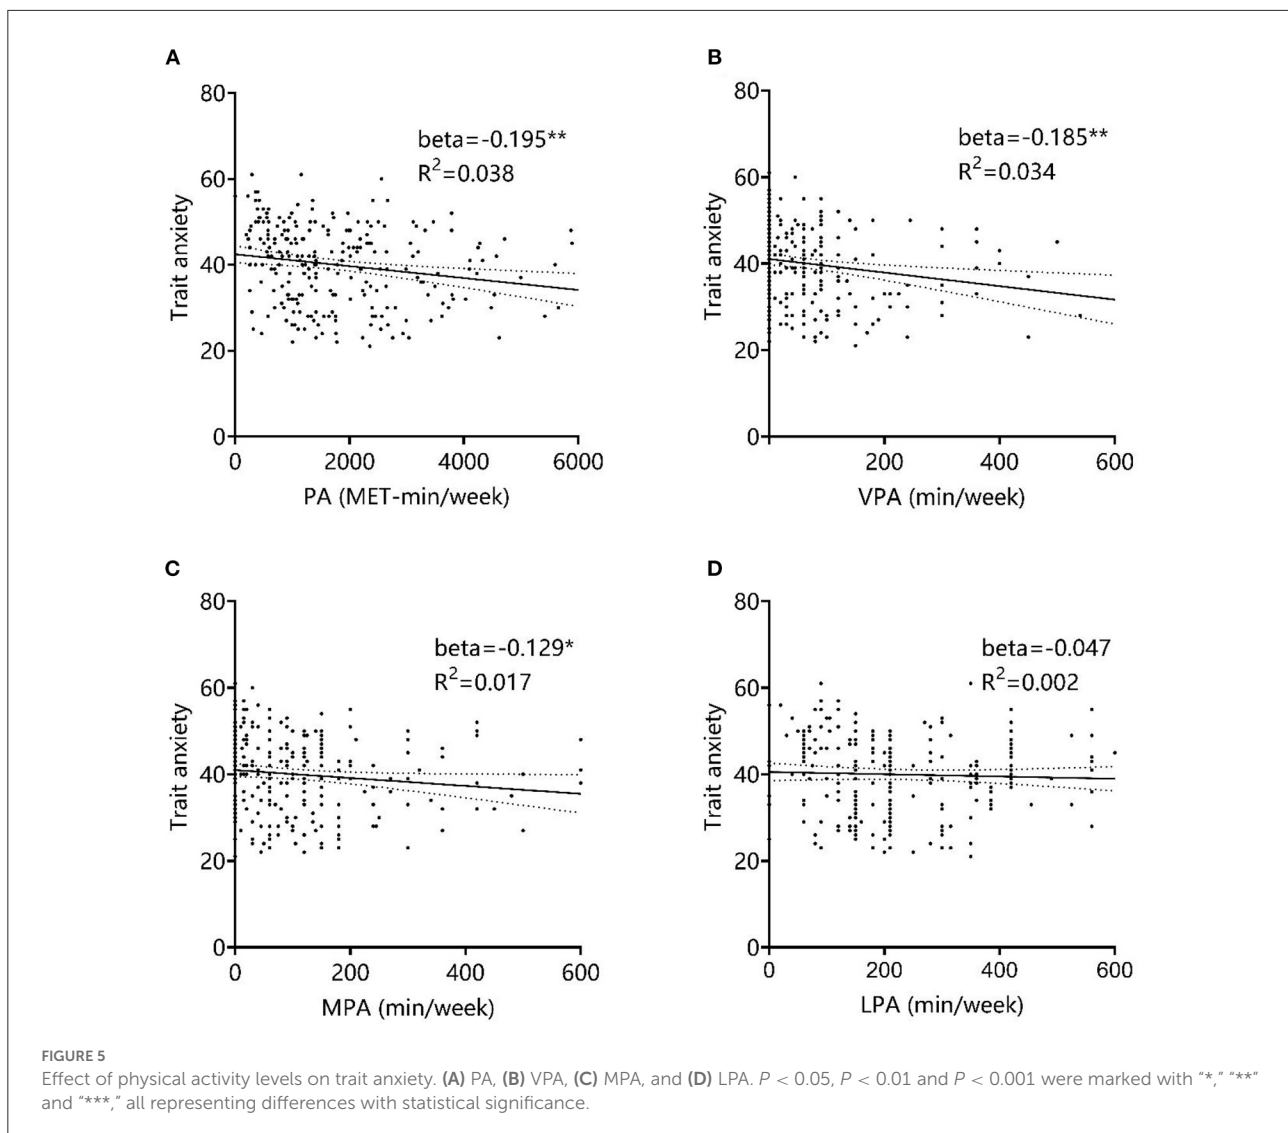 A
80
60
40
20
0
Trait anxiety
beta=-0.195**
R²=0.038
0 2000 4000 6000
PA (MET-min/week)
B
80
60
40
20
0
Trait anxiety
beta=-0.185**
R²=0.034
200 400 600
VPA (min/week)
C
80
60
40
20
0
Trait anxiety
beta=-0.129*
R²=0.017
0 200 400 600
MPA (min/week)
D
80
60
40
20
0
Trait anxiety
beta=-0.047
R²=0.002
0 200 400 600
LPA (min/week)
FIGURE 5
Effect of physical activity levels on trait anxiety. (A) PA, (B) VPA, (C) MPA, and (D) LPA. P < 0.05, P < 0.01 and P < 0.001 were marked with "*," "**"
and "***," all representing differences with statistical significance.